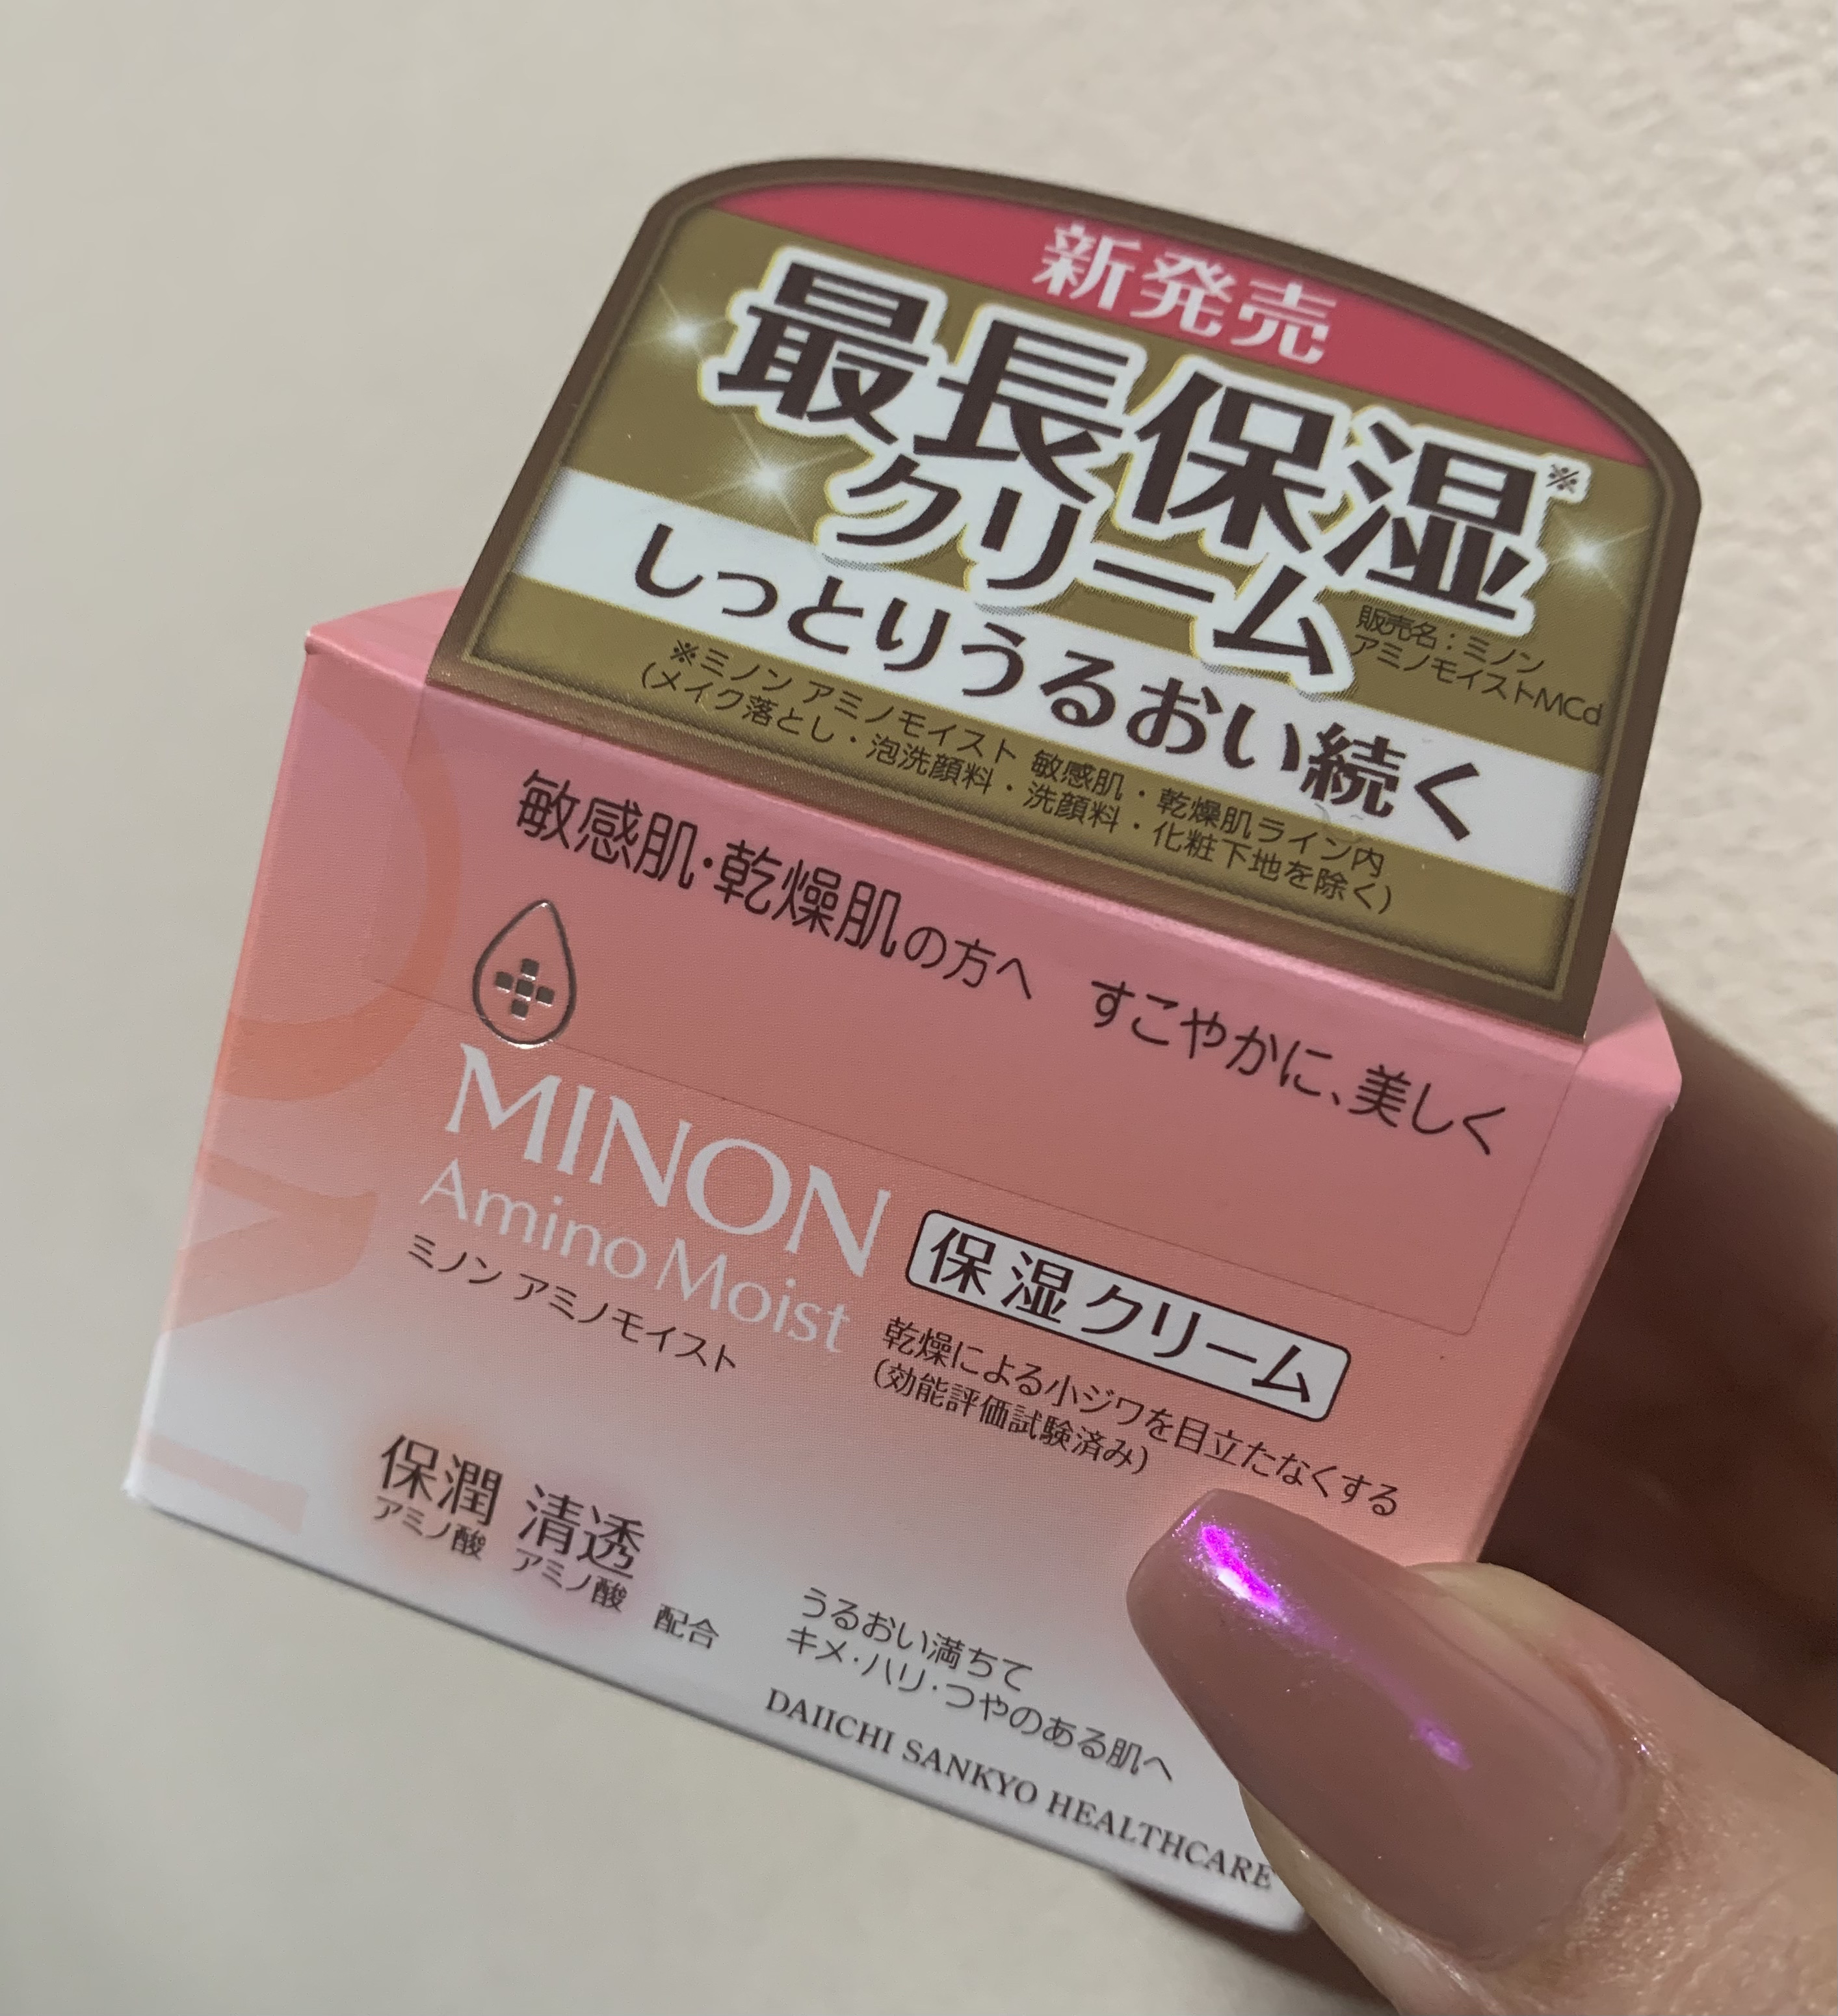 新発売
最長保湿※
クリーム
販売名：ミノン
アミノモイストMCd
しっとりうるおい続く
※ミノン アミノモイスト 敏感肌・乾燥肌ライン内
(メイク落とし・泡洗顔料・洗顔料・化粧下地を除く)
敏感肌・乾燥肌の方へ すこやかに、美しく
MINON
Amino Moist
ミノン アミノモイスト
保湿クリーム
乾燥による小ジワを目立たなくする
(効能評価試験済み)
保潤 清透
アミノ酸 アミノ酸 配合
うるおい満ちて
キメ・ハリ・つやのある肌へ
DAIICHI SANKYO HEALTHCARE